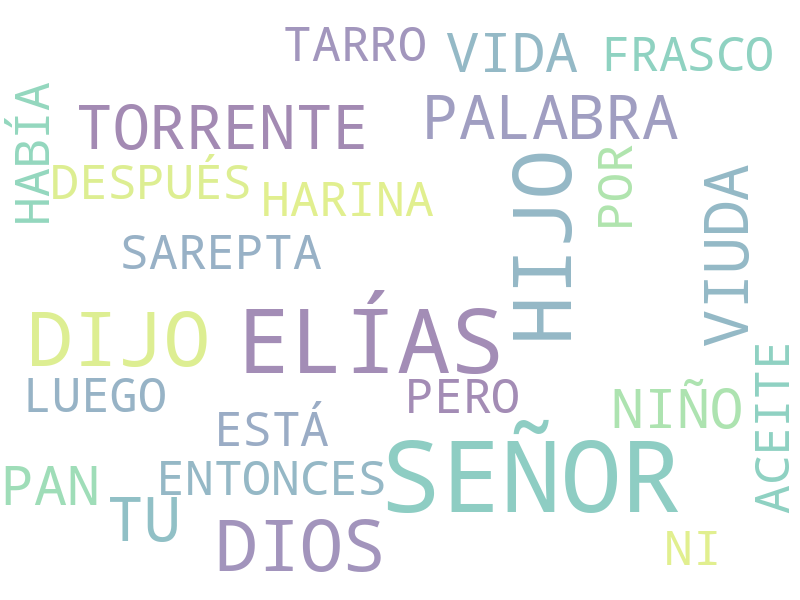 TARRO
VIDA
FRASCO
HABÍA
TORRENTE
PALABRA
DESPUÉS
HARINA
HIJO
POR
VIUDA
SAREPTA
DIJO
ELÍAS
LUEGO
PERO
NIÑO
ACEITE
ESTÁ
SEÑOR
PAN
ENTONCES
TU
DIOS
NI